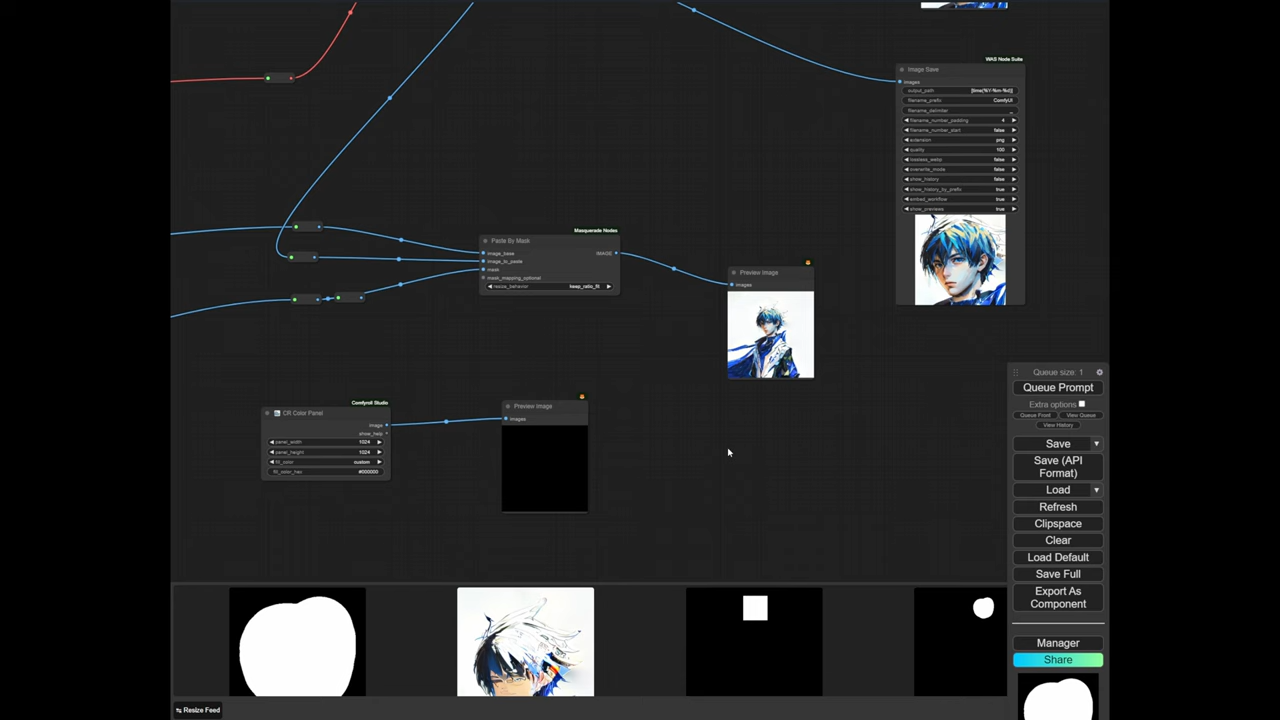 WAS Node Suite
Image Save
images
output_path [time(%Y-%m-%d)]
filename_prefix ComfyUI
filename_delimiter _
filename_number_padding 4
filename_number_start false
extension png
quality 100
lossless_webp false
overwrite_mode false
show_history false
show_history_by_prefix true
embed_workflow true
show_previews true
Masquerade Nodes
Paste By Mask
image_base IMAGE
image_to_paste
mask
mask_mapping_optional
resize_behavior keep_ratio_fit
Preview Image
images
Comfyroll Studio
CR Color Panel
image
show_help
panel_width 1024
panel_height 1024
fill_color custom
fill_color_hex #000000
Preview Image
images
Queue size: 1
Queue Prompt
Extra options
Queue Front View Queue
View History
Save
Save (API
Format)
Load
Refresh
Clipspace
Clear
Load Default
Save Full
Export As
Component
Manager
Share
Resize Feed